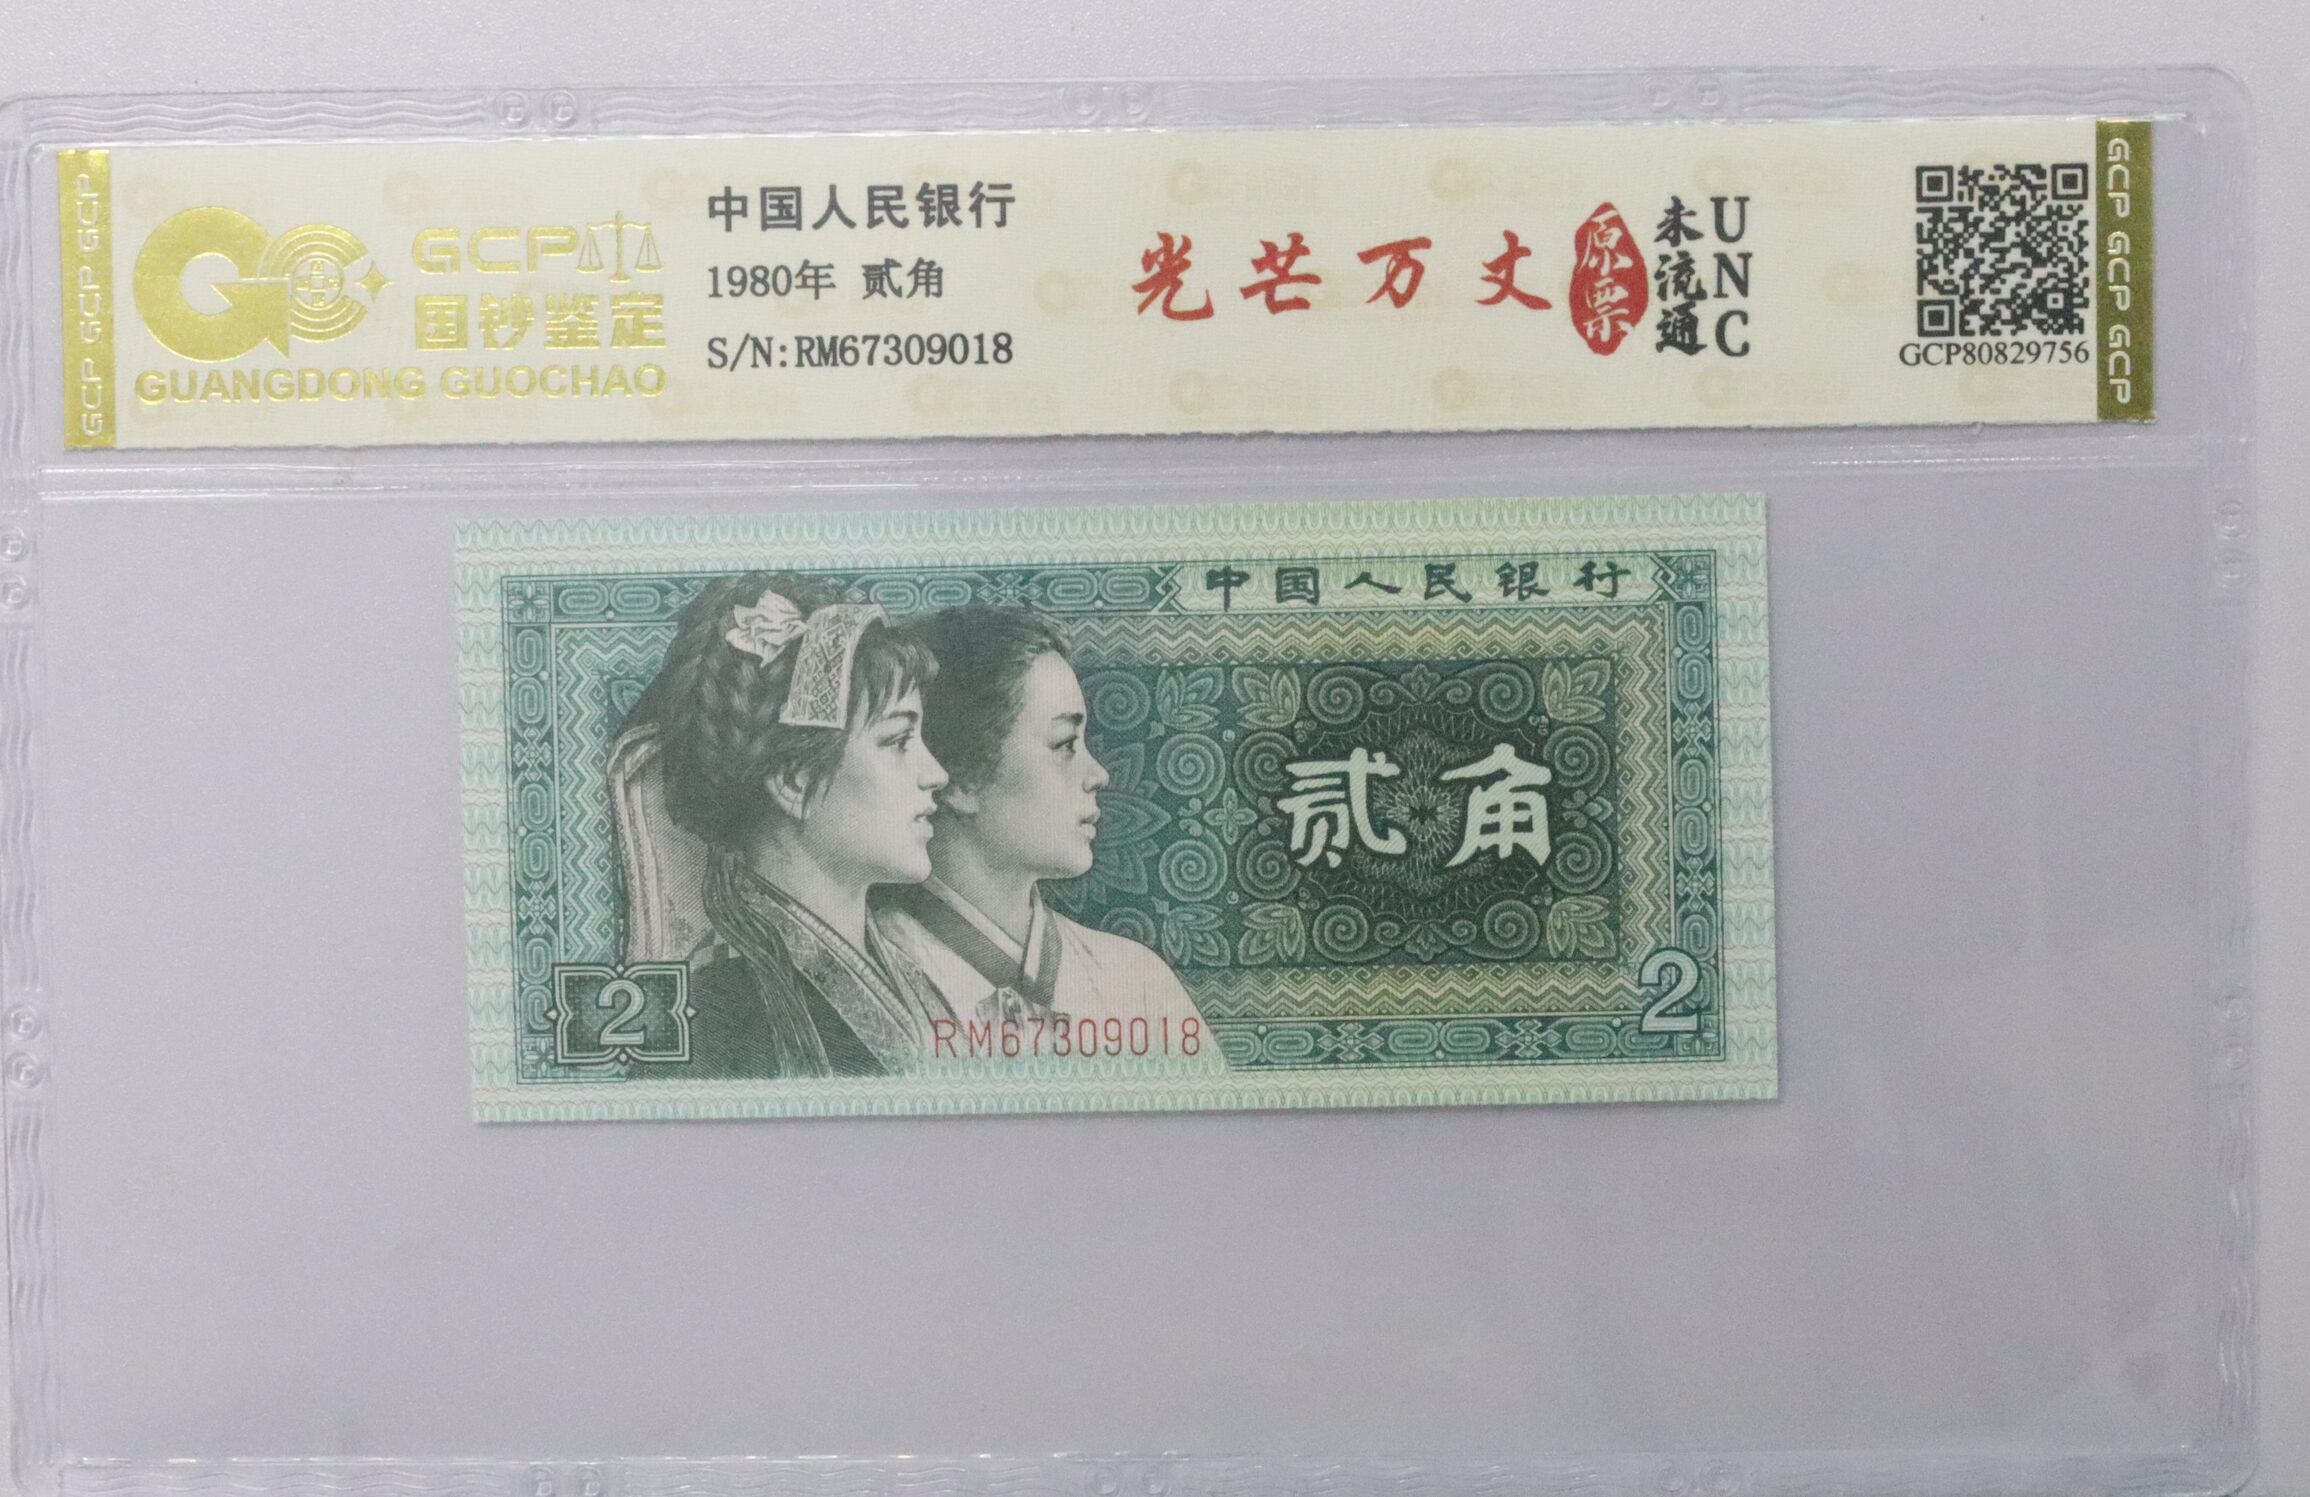 GCP GCP GCP
GCP
国钞鉴定
GUANGDONG GUOCHAO
中国人民银行
1980年 贰角
S/N:RM67309018
光芒万丈
原票
未流通
UNC
GCP80829756
GCP GCP GCP
中国人民银行
贰角
2
2
RM67309018